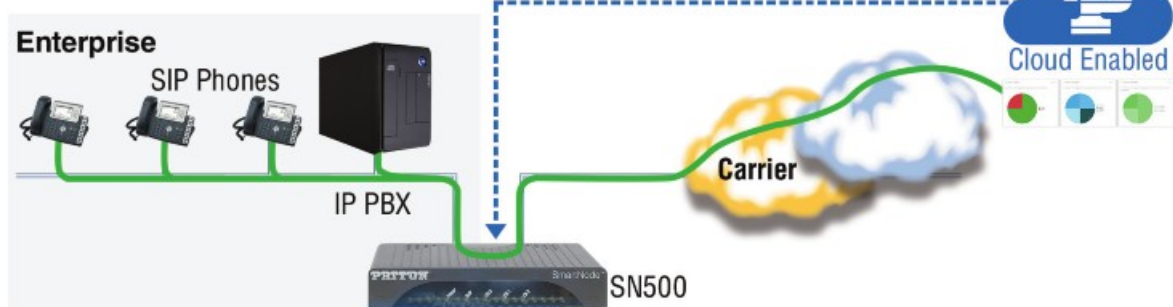 Enterprise
SIP Phones
Cloud Enabled
Carrier
IP PBX
PATTON
SmartNode
SN500